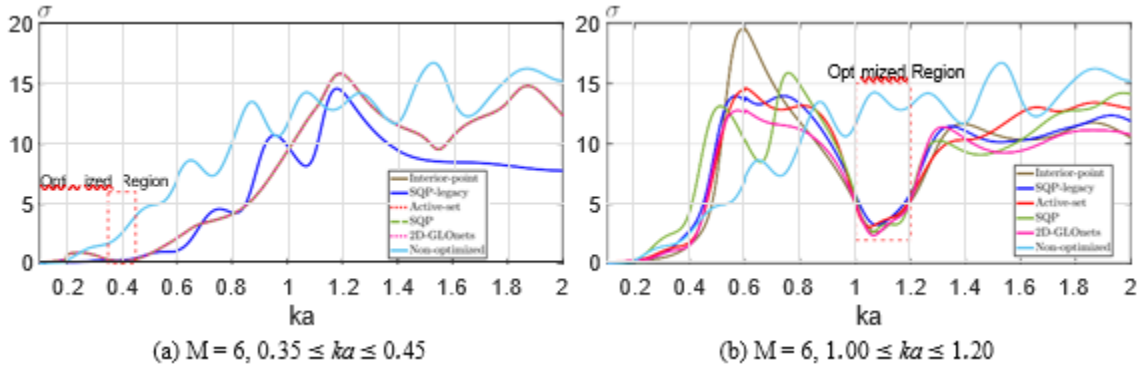 σ
20
15
10
5
0
Opti ized Region
Interior-point
SQP-legacy
Active-set
SQP
2D-GLOnets
Non-optimized
0.2 0.4 0.6 0.8 1 1.2 1.4 1.6 1.8 2
ka
(a) M = 6, 0.35 ≤ ka ≤ 0.45
σ
20
15
10
5
0
Opt mized Region
Interior-point
SQP-legacy
Active-set
SQP
2D-GLOnets
Non-optimized
0.2 0.4 0.6 0.8 1 1.2 1.4 1.6 1.8 2
ka
(b) M = 6, 1.00 ≤ ka ≤ 1.20